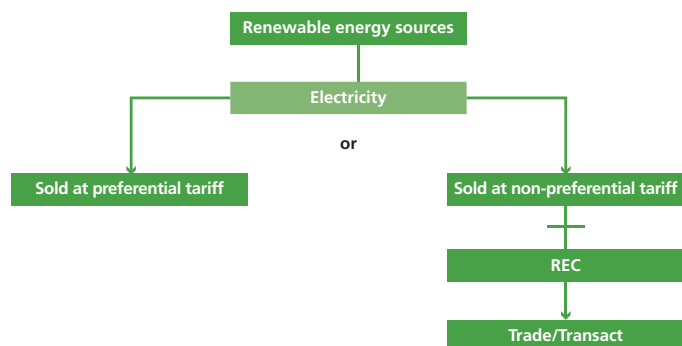 Renewable energy sources
Electricity
or
Sold at preferential tariff
Sold at non-preferential tariff
REC
Trade/Transact